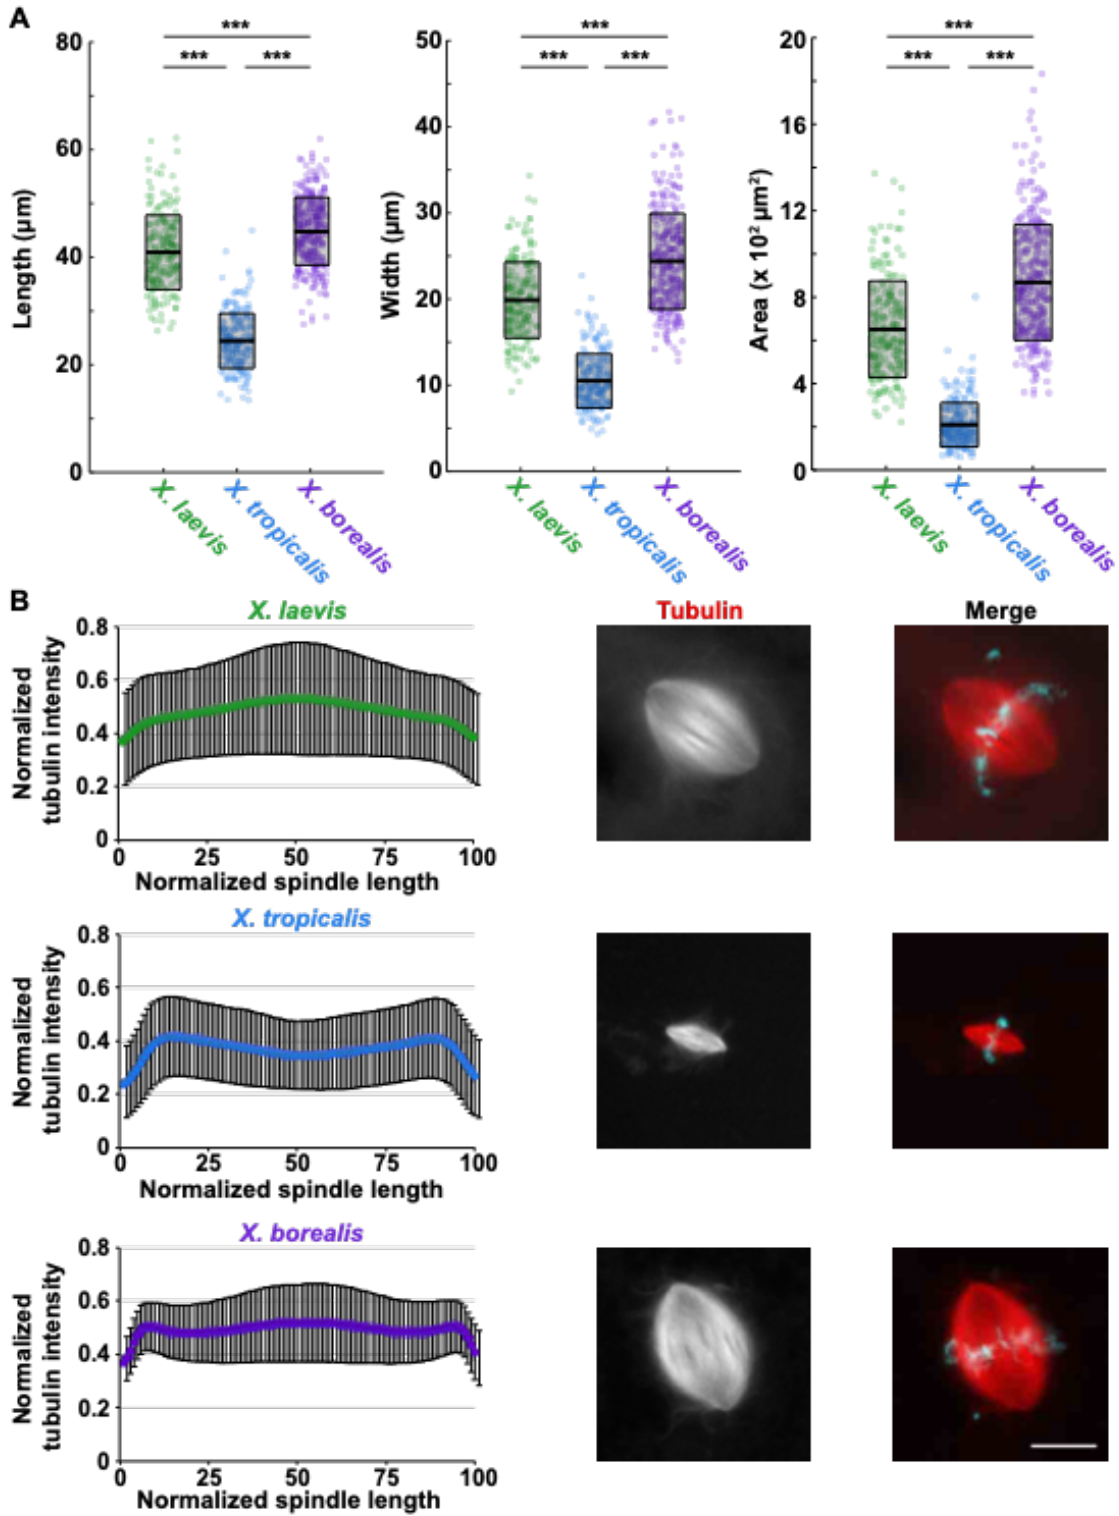 A
***
*** ***
80
60
40
20
0
Length (µm)
X. laevis
X. tropicalis
X. borealis
***
*** ***
50
40
30
20
10
0
Width (µm)
X. laevis
X. tropicalis
X. borealis
***
*** ***
20
16
12
8
4
0
Area (x 10² µm²)
X. laevis
X. tropicalis
X. borealis
B
X. laevis
Tubulin
Merge
Normalized
tubulin intensity
0.8
0.6
0.4
0.2
0
0 25 50 75 100
Normalized spindle length
X. tropicalis
Normalized
tubulin intensity
0.8
0.6
0.4
0.2
0
0 25 50 75 100
Normalized spindle length
X. borealis
Normalized
tubulin intensity
0.8
0.6
0.4
0.2
0
0 25 50 75 100
Normalized spindle length